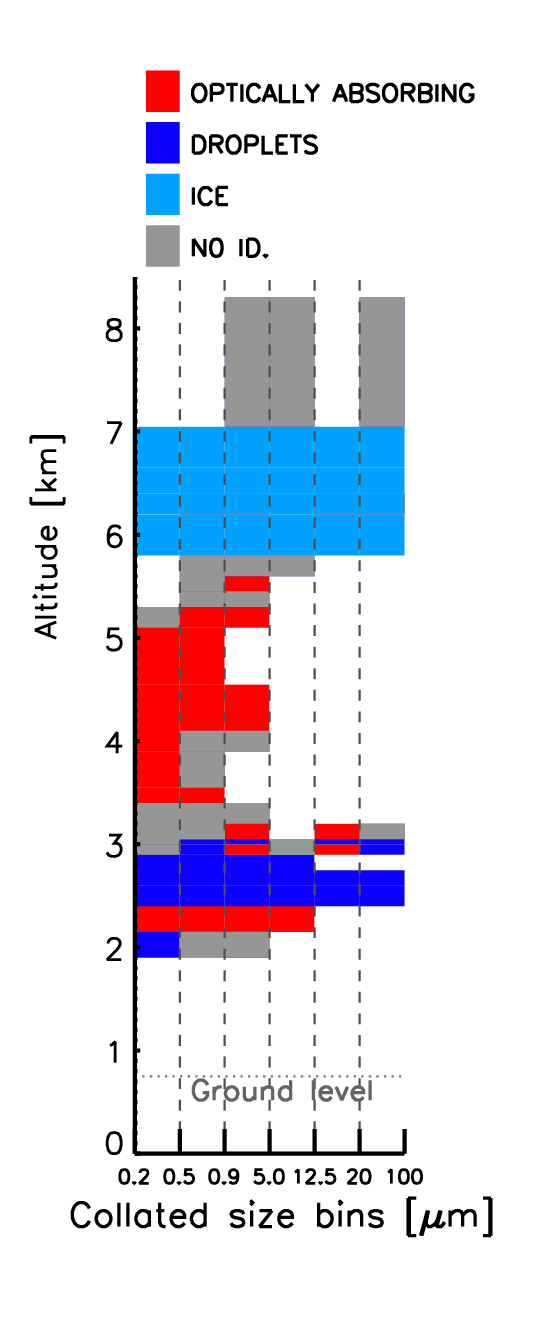 OPTICALLY ABSORBING
DROPLETS
ICE
NO ID.
8
7
6
5
4
3
2
1
0
Altitude [km]
Ground level
0.2 0.5 0.9 5.0 12.5 20 100
Collated size bins [μm]